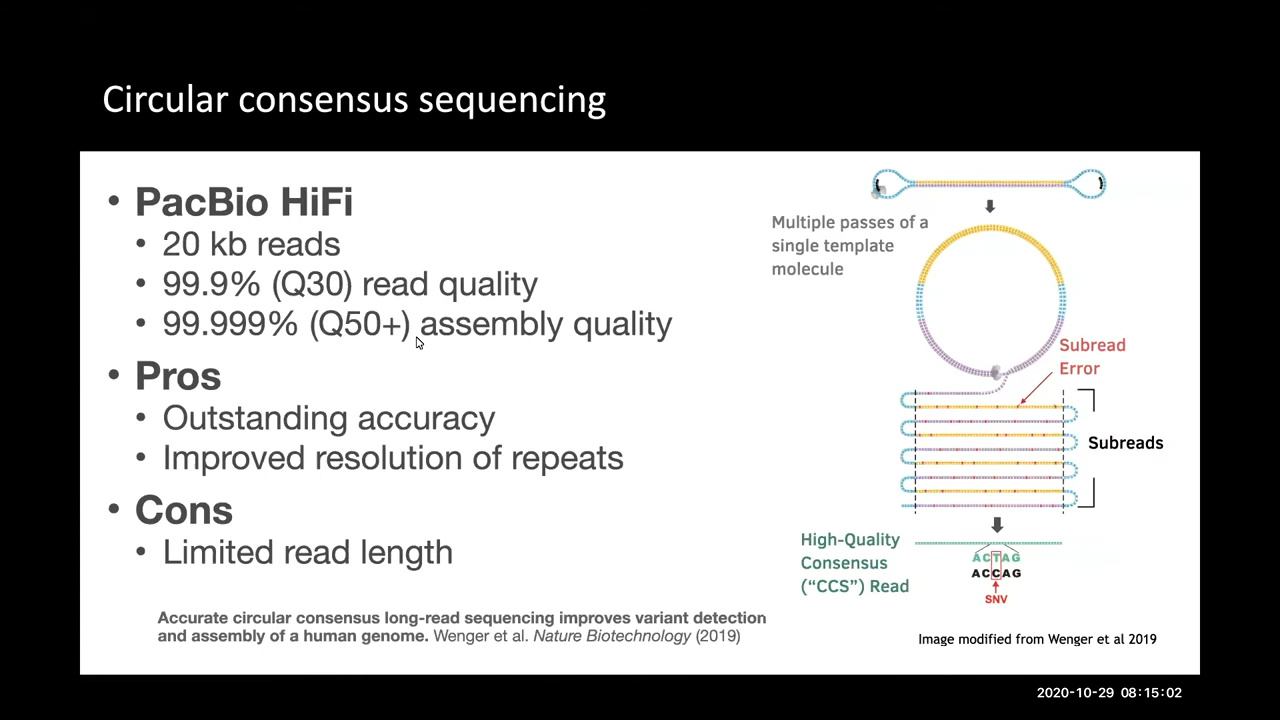 Circular consensus sequencing
• PacBio HiFi
• 20 kb reads
• 99.9% (Q30) read quality
• 99.999% (Q50+) assembly quality
• Pros
• Outstanding accuracy
• Improved resolution of repeats
• Cons
• Limited read length
Accurate circular consensus long-read sequencing improves variant detection
and assembly of a human genome. Wenger et al. Nature Biotechnology (2019)
Multiple passes of a
single template
molecule
Subread
Error
Subreads
High-Quality
Consensus
(“CCS”) Read
ACTAG
ACCAG
SNV
Image modified from Wenger et al 2019
2020-10-29 08:15:02